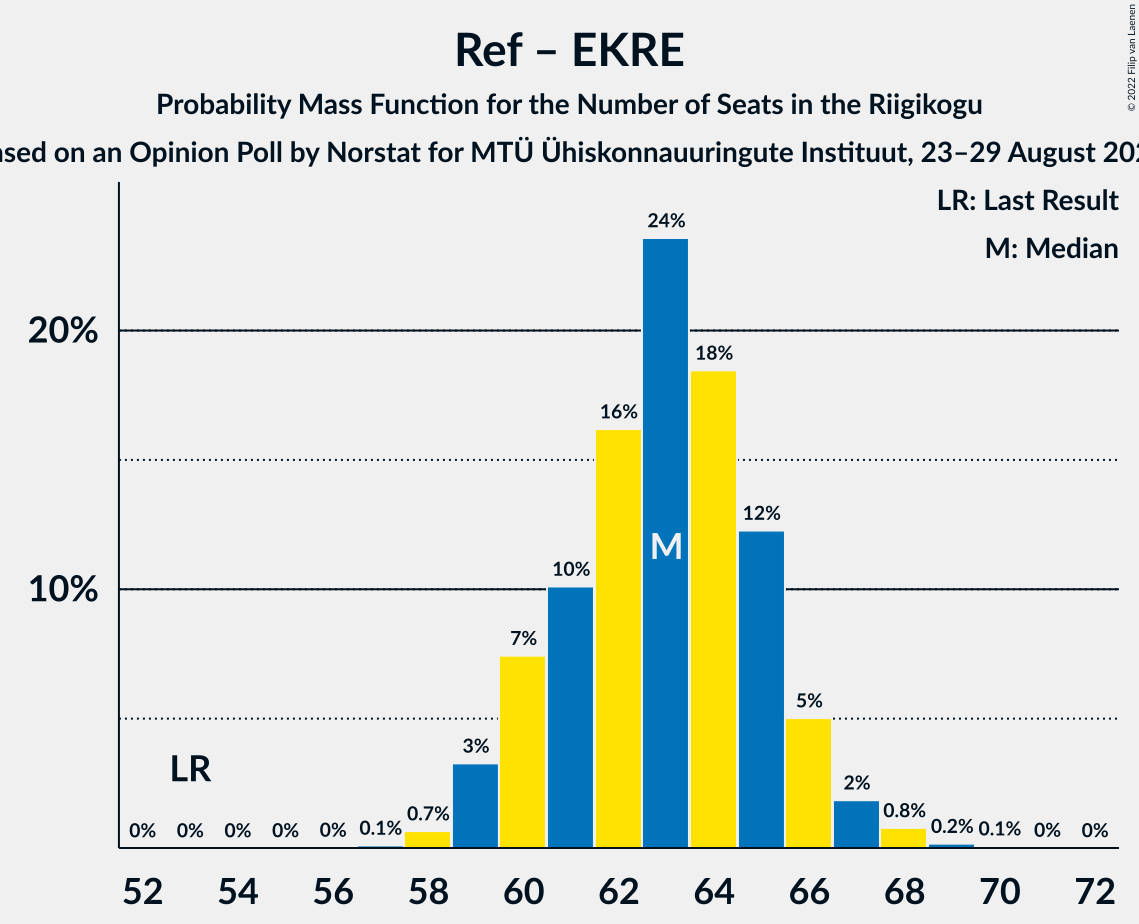 Ref – EKRE
Probability Mass Function for the Number of Seats in the Riigikogu
on an Opinion Poll by Norstat for MTÜ Ühiskonnauuringute Instituut, 23–29 August
© 2022 Filip van Laenen
LR: Last Result
M: Median
24%
20%
18%
16%
12%
M
10%
10%
7%
5%
3%
LR
2%
0% 0% 0% 0% 0% 0.1% 0.7% 0.8% 0.2% 0.1% 0% 0%
52 54 56 58 60 62 64 66 68 70 72